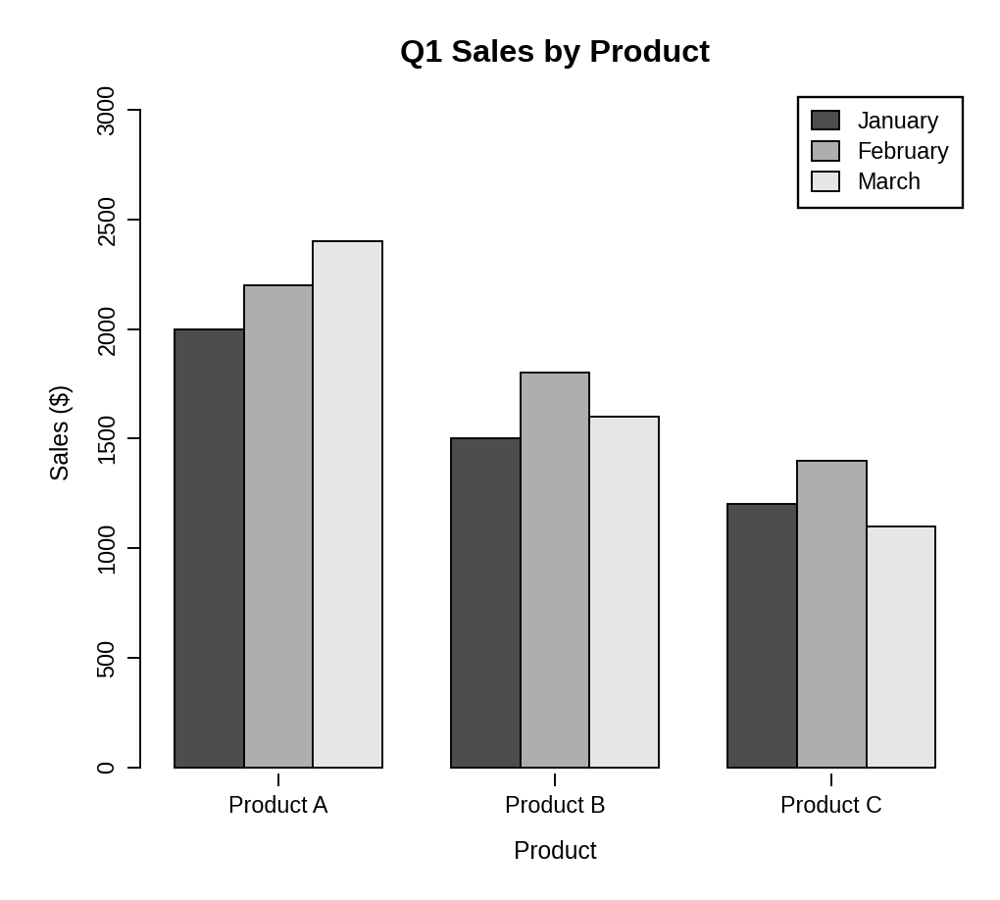 Q1 Sales by Product
January
February
March
Sales ($)
3000
2500
2000
1500
1000
500
0
Product A
Product B
Product C
Product